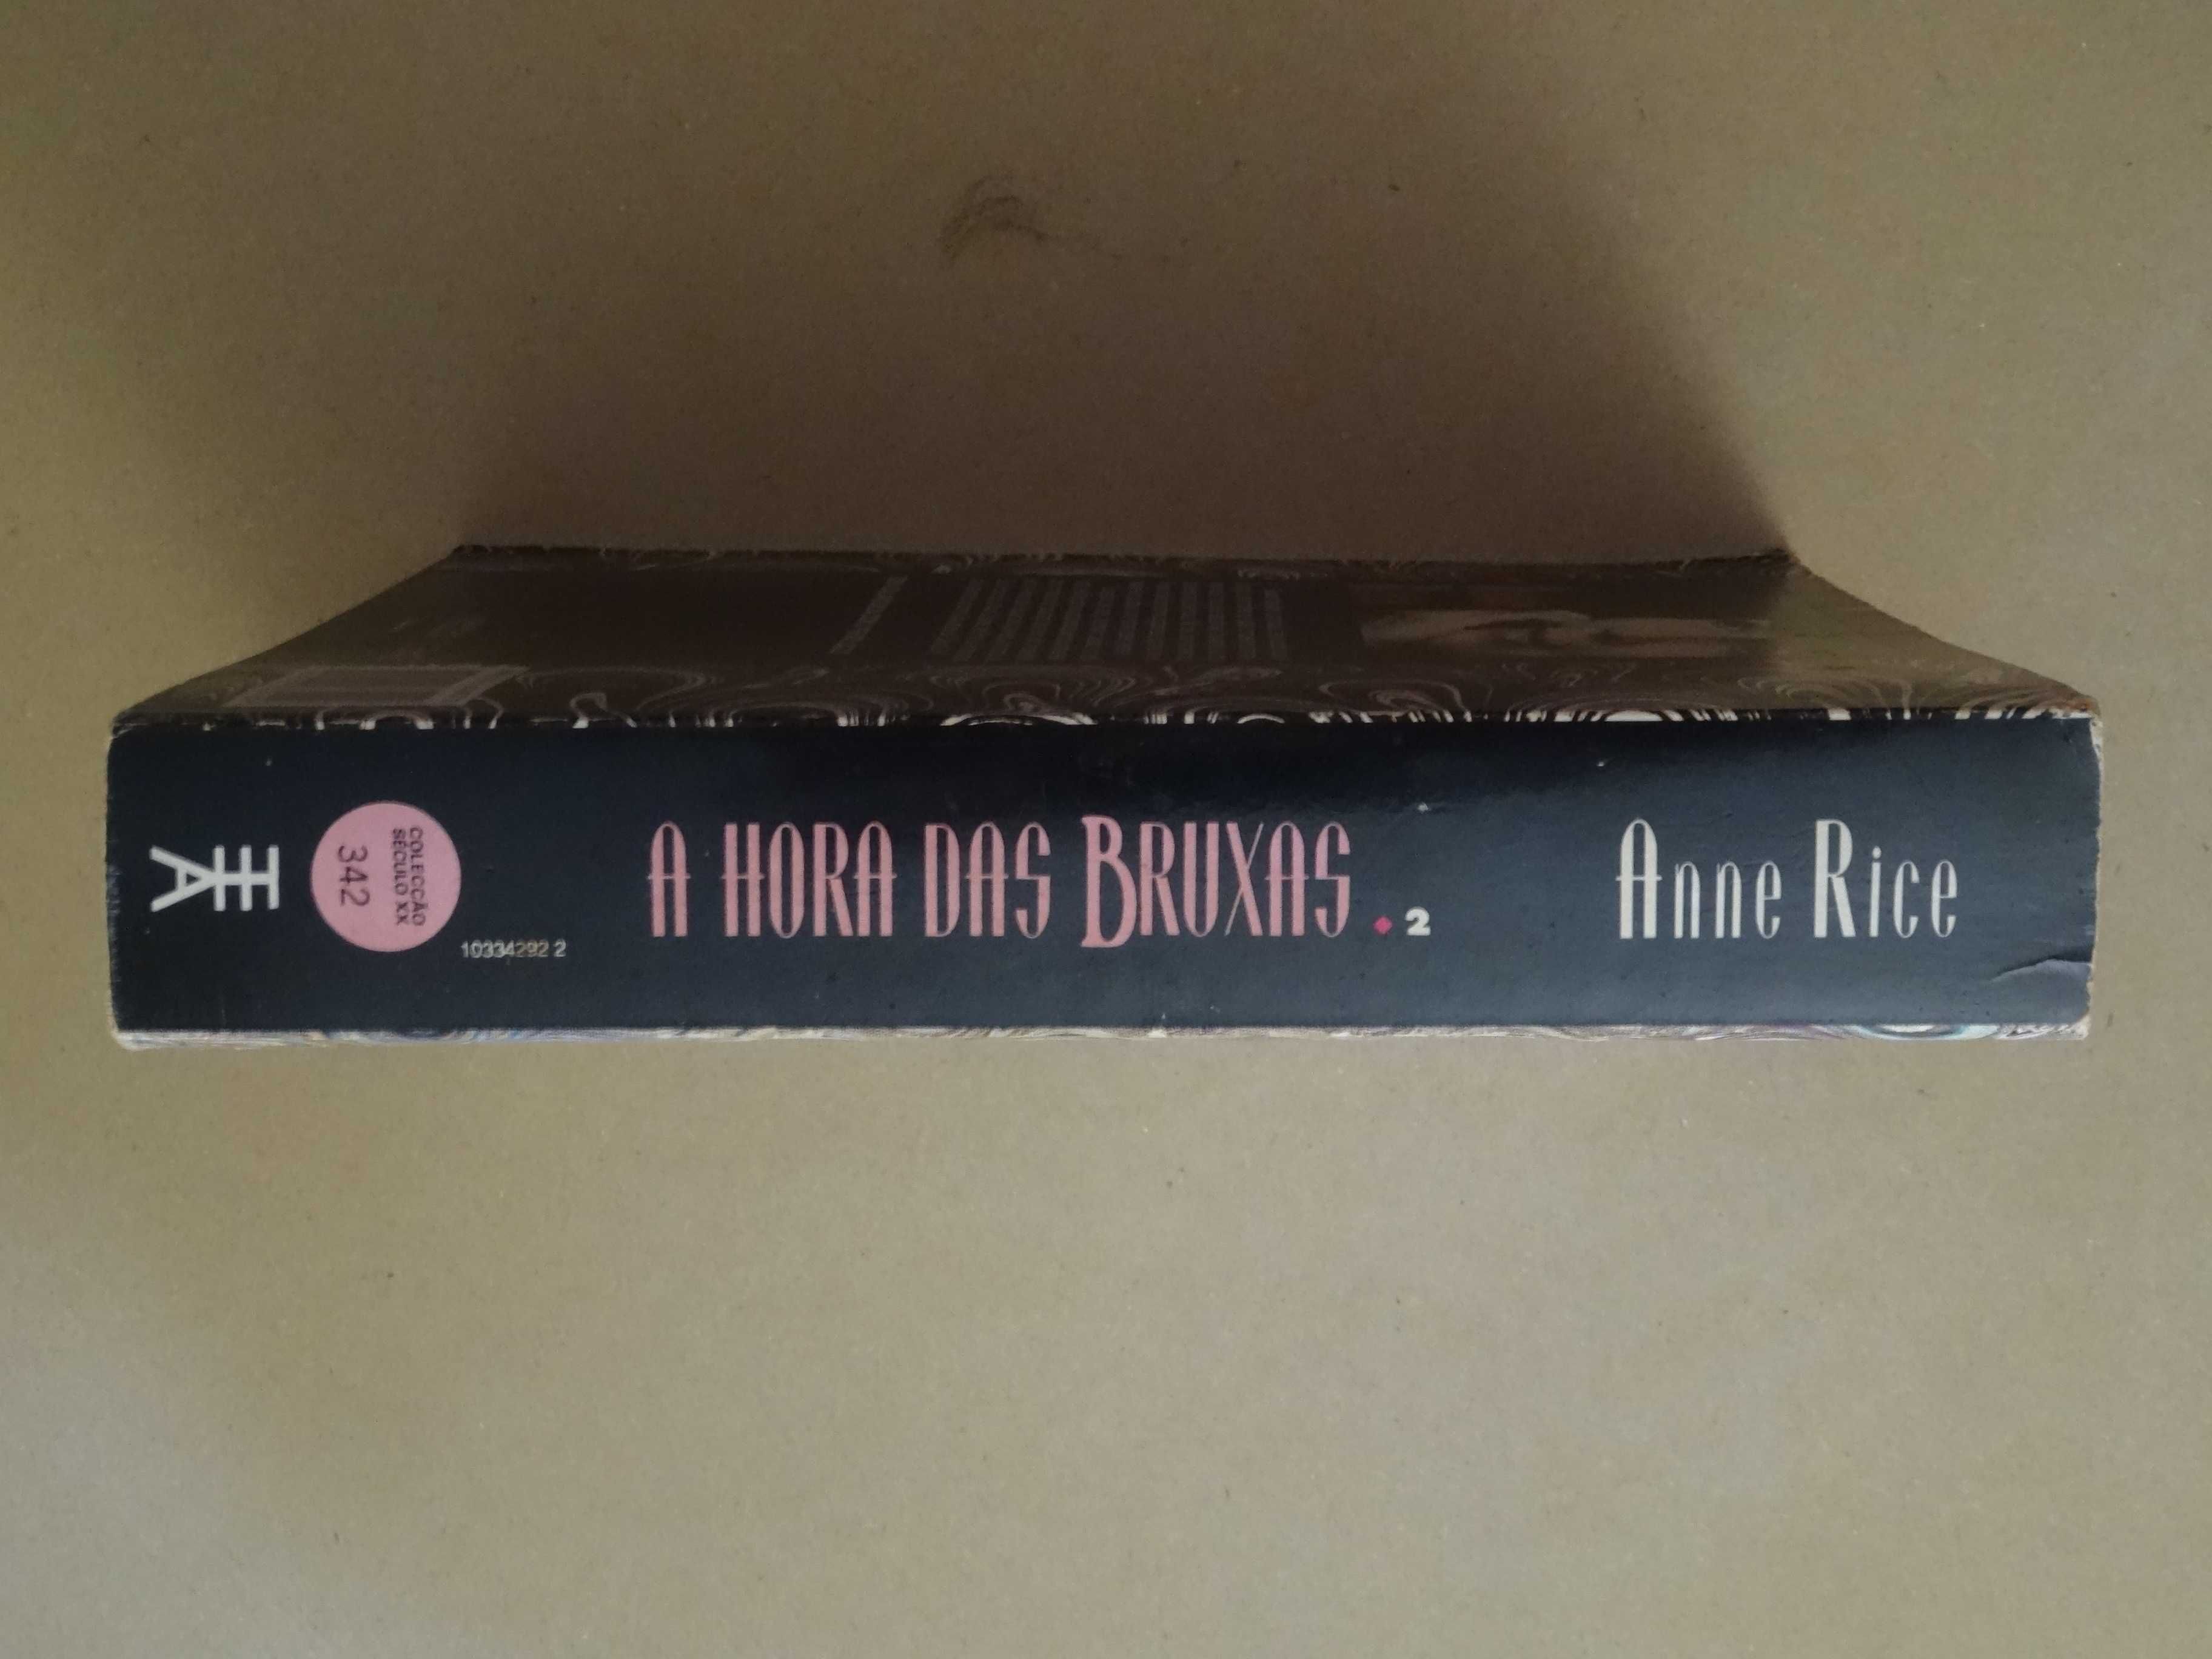 A HORA DAS BRUXAS . 2
Anne Rice
COLECÇÃO
SÉCULO XX
342
10334292 2